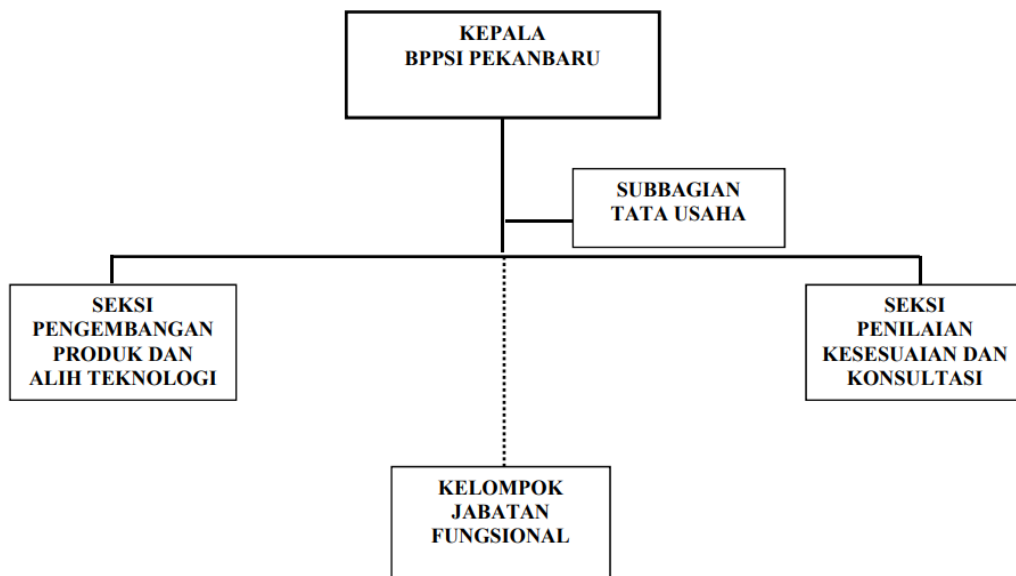 KEPALA
BPPSI PEKANBARU
SUBBAGIAN
TATA USAHA
SEKSI
PENGEMBANGAN
PRODUK DAN
ALIH TEKNOLOGI
SEKSI
PENILAIAN
KESESUAIAN DAN
KONSULTASI
KELOMPOK
JABATAN
FUNGSIONAL